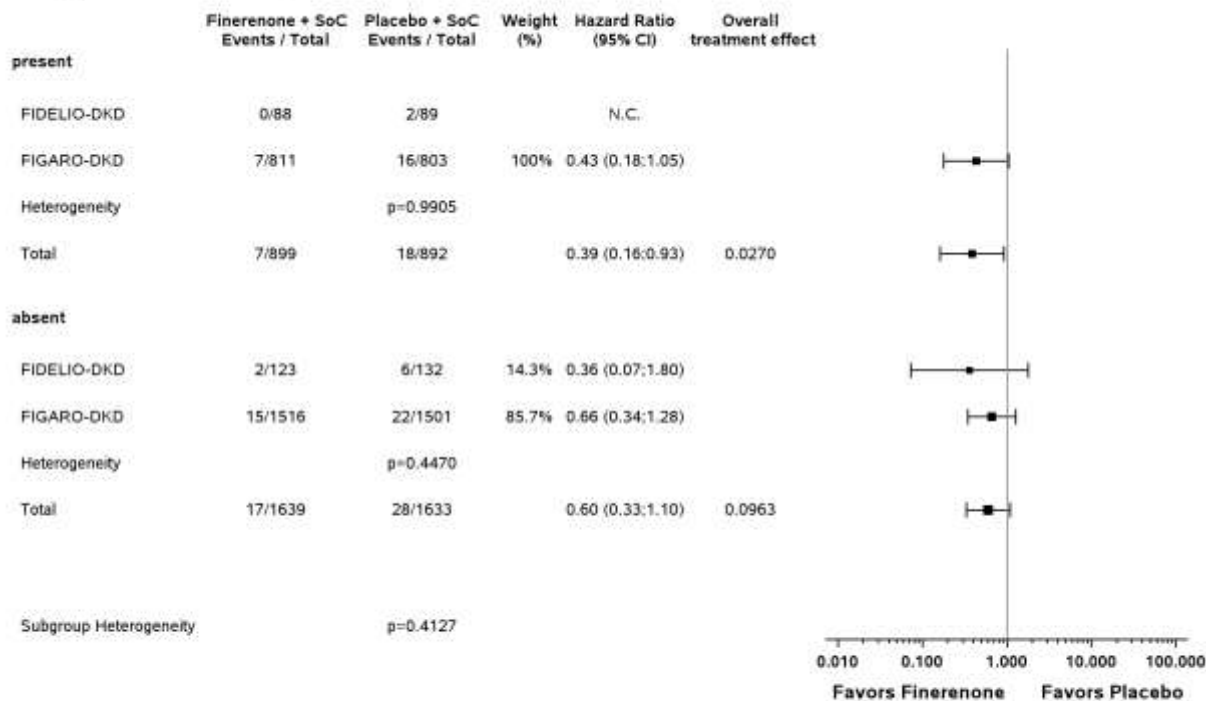 Finerenone + SoC Placebo + SoC Weight Hazard Ratio Overall
Events / Total Events / Total (%) (95% CI) treatment effect
present
FIDELIO-DKD 0/88 2/89 N.C.
FIGARO-DKD 7/811 16/803 100% 0.43 (0.18;1.05)
Heterogeneity p=0.9905
Total 7/899 18/892 0.39 (0.16;0.93) 0.0270
absent
FIDELIO-DKD 2/123 6/132 14.3% 0.36 (0.07;1.80)
FIGARO-DKD 15/1516 22/1501 85.7% 0.66 (0.34;1.28)
Heterogeneity p=0.4470
Total 17/1639 28/1633 0.60 (0.33;1.10) 0.0963
Subgroup Heterogeneity p=0.4127
0.010 0.100 1.000 10.000 100.000
Favors Finerenone Favors Placebo